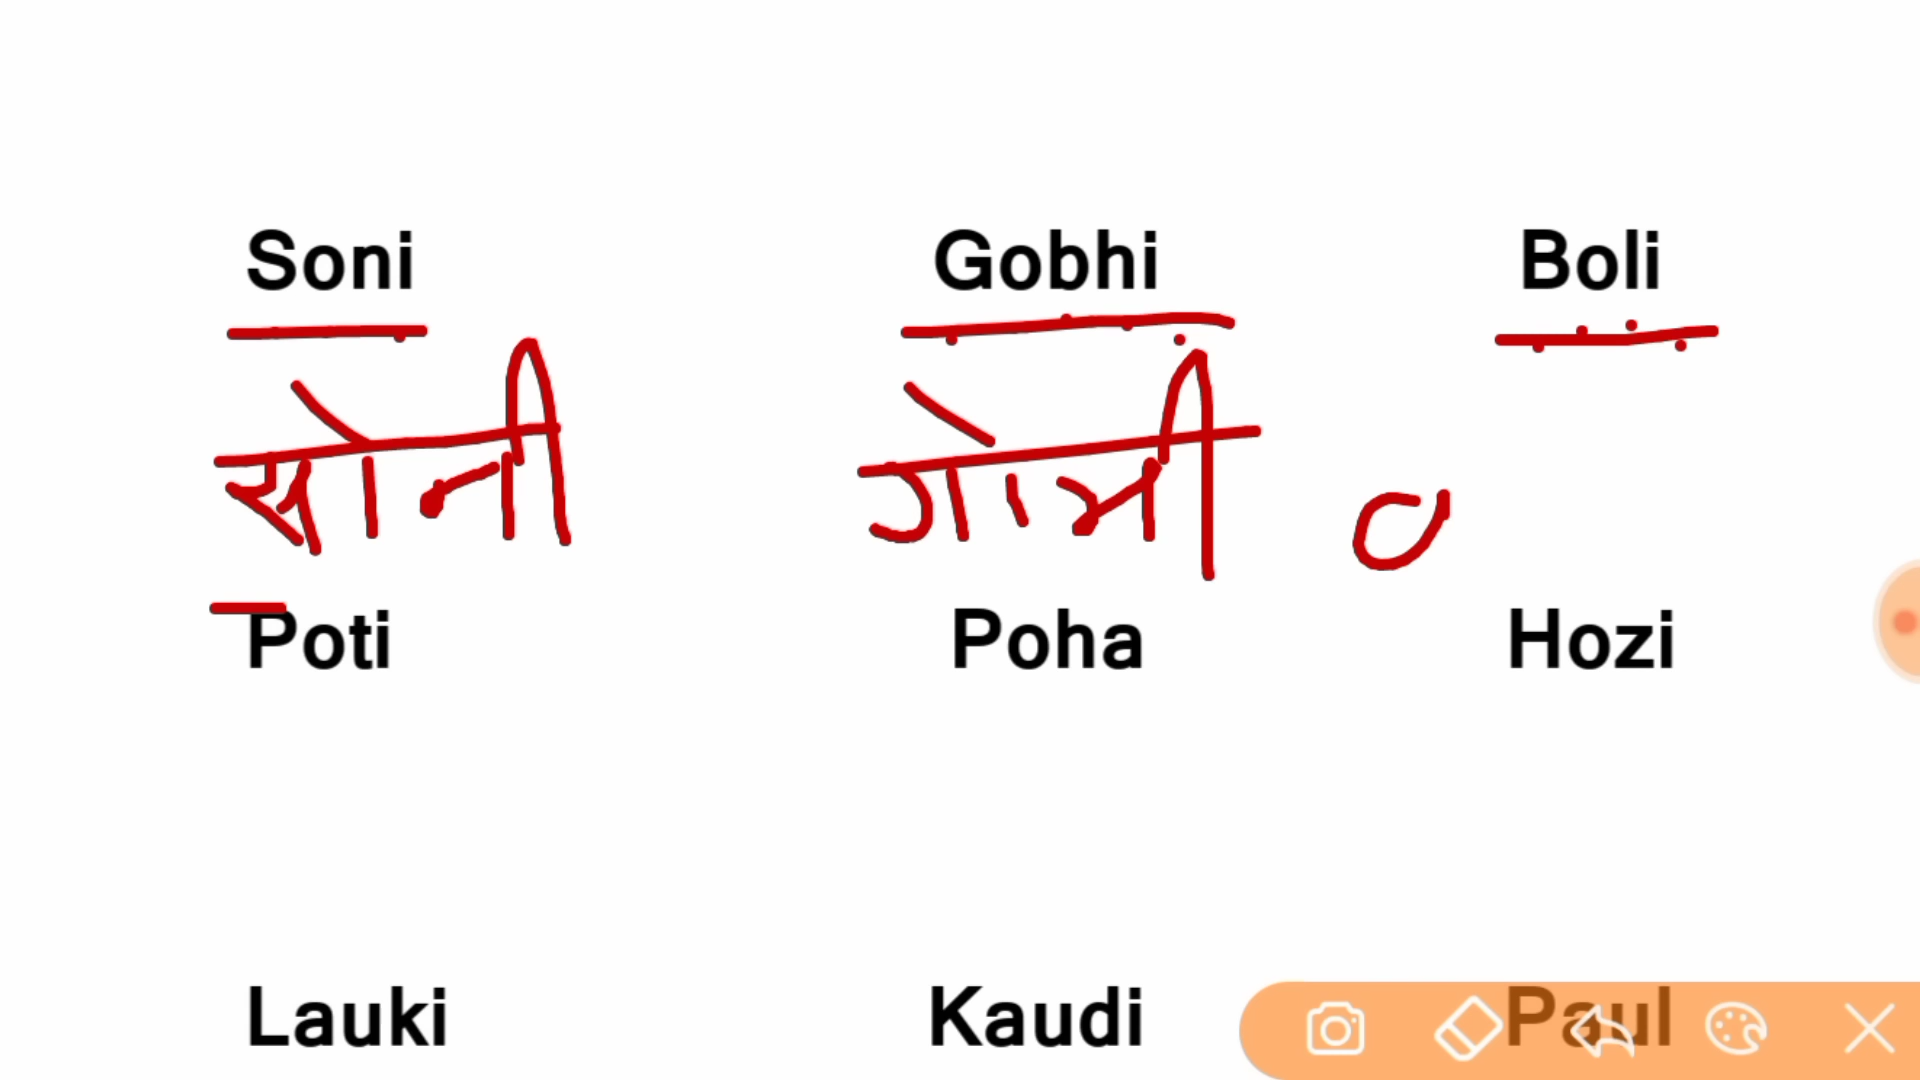 Soni Gobhi Boli
सोनी गोभी
Poti Poha Hozi
Lauki Kaudi Paul